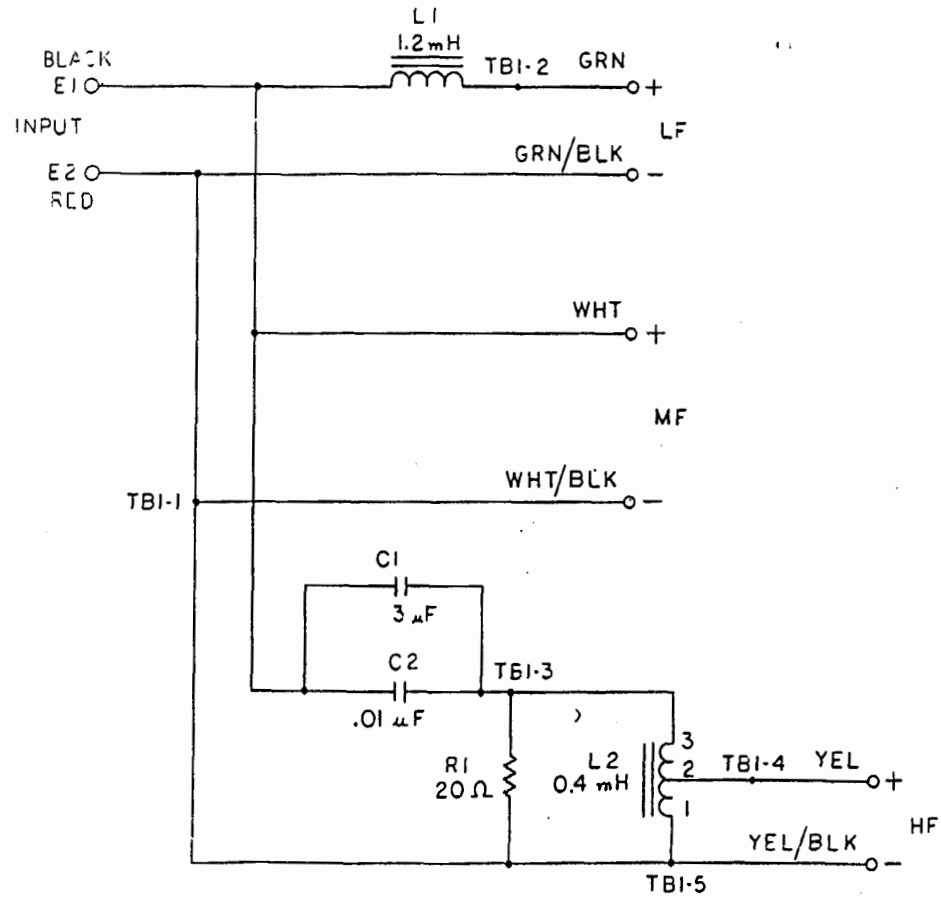 L1
1.2 mH
BLACK
E1
TB1-2
GRN
+
INPUT
LF
GRN/BLK
E2
-
RED
WHT
+
MF
TB1-1
WHT/BLK
-
C1
3 µF
C2
TB1-3
.01 µF
3
R1
L2
2
TB1-4
YEL
20 Ω
0.4 mH
+
1
HF
YEL/BLK
-
TB1-5